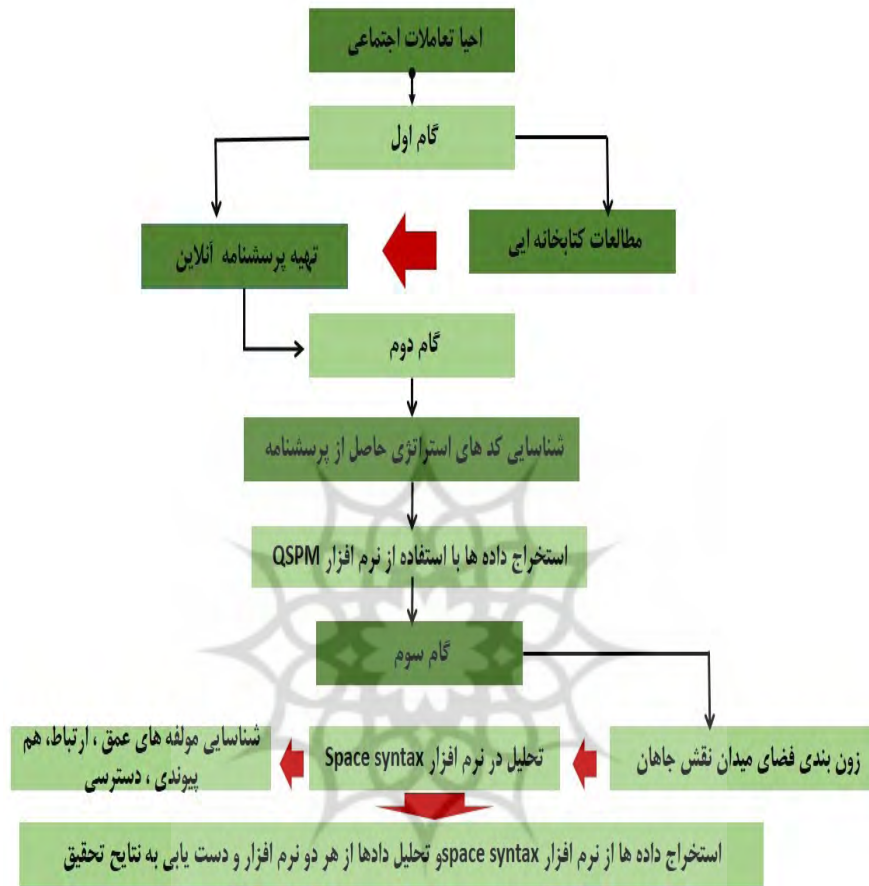 احیا تعاملات اجتماعی
گام اول
مطالعات کتابخانه ایی
تهیه پرسشنامه آنلاین
گام دوم
شناسایی کد های استراتژی حاصل از پرسشنامه
استخراج داده ها با استفاده از نرم افزار QSPM
گام سوم
زون بندی فضای میدان نقش جاهان
تحلیل در نرم افزار Space syntax
شناسایی مولفه های عمق ، ارتباط، هم
پیوندی ، دسترسی
استخراج داده ها از نرم افزار space syntaxو تحلیل دادها از هر دو نرم افزار و دست یابی به نتایج تحقیق